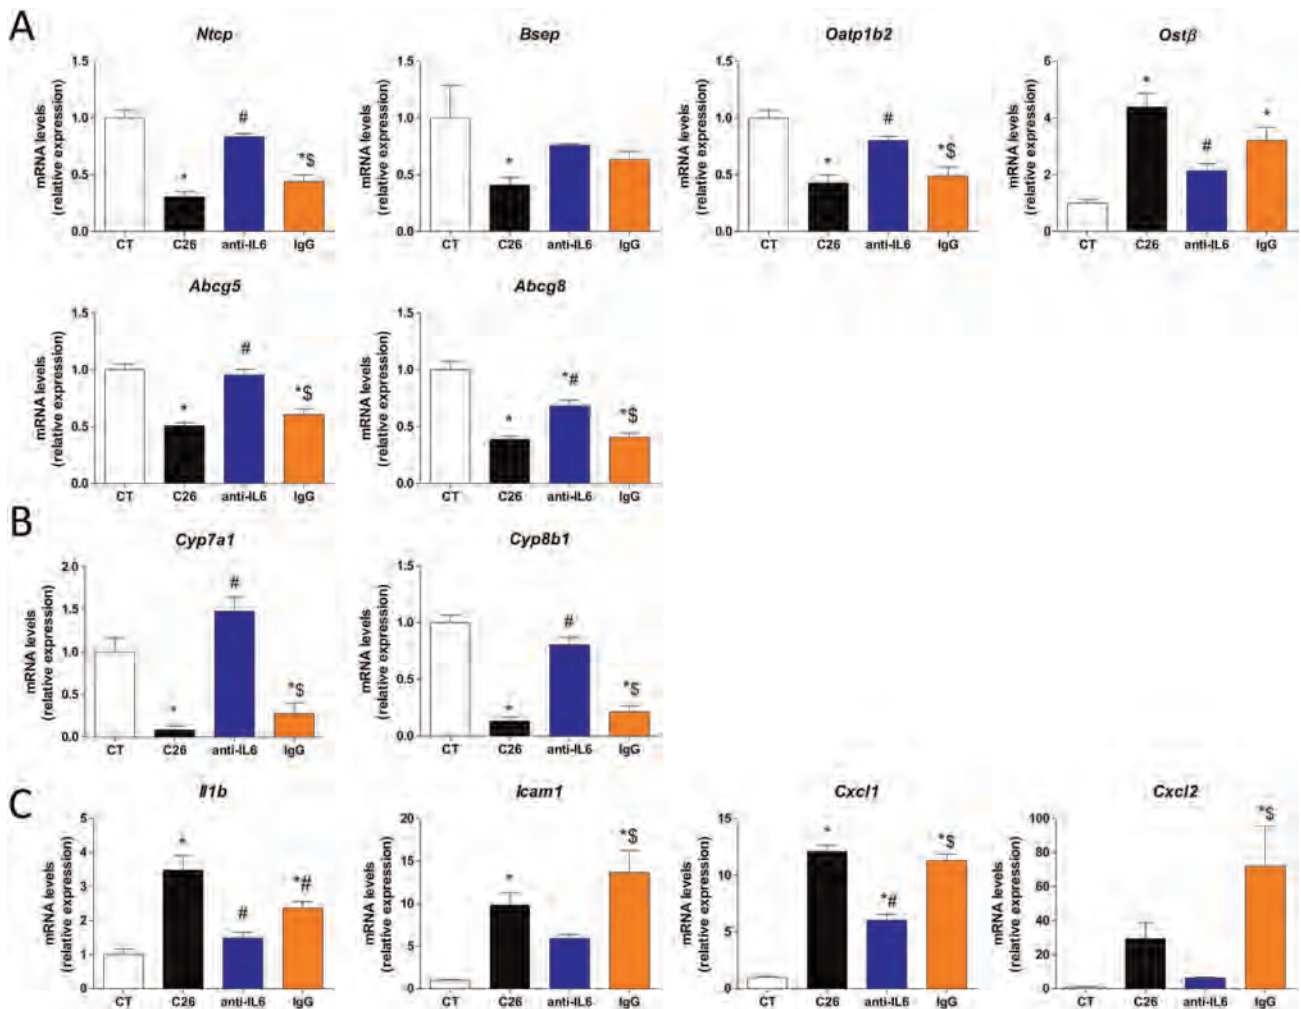 A
Ntcp
Bsep
Oatp1b2
Ostβ
mRNA levels
(relative expression)
1.5
1.0
0.5
0.0
#
*
*$
CT C26 anti-IL6 IgG
mRNA levels
(relative expression)
1.5
1.0
0.5
0.0
*
CT C26 anti-IL6 IgG
mRNA levels
(relative expression)
1.5
1.0
0.5
0.0
#
*
*$
CT C26 anti-IL6 IgG
mRNA levels
(relative expression)
6
4
2
0
*
#
*
CT C26 anti-IL6 IgG
Abcg5
Abcg8
mRNA levels
(relative expression)
1.5
1.0
0.5
0.0
*
#
*$
CT C26 anti-IL6 IgG
mRNA levels
(relative expression)
1.5
1.0
0.5
0.0
*
*#
*$
CT C26 anti-IL6 IgG
B
Cyp7a1
Cyp8b1
mRNA levels
(relative expression)
2.0
1.5
1.0
0.5
0.0
*
#
*$
CT C26 anti-IL6 IgG
mRNA levels
(relative expression)
1.5
1.0
0.5
0.0
*
#
*$
CT C26 anti-IL6 IgG
C
Il1b
Icam1
Cxcl1
Cxcl2
mRNA levels
(relative expression)
5
4
3
2
1
0
*
#
*#
CT C26 anti-IL6 IgG
mRNA levels
(relative expression)
20
15
10
5
0
*
*$
CT C26 anti-IL6 IgG
mRNA levels
(relative expression)
15
10
5
0
*
*#
*$
CT C26 anti-IL6 IgG
mRNA levels
(relative expression)
100
80
60
40
20
0
*$
CT C26 anti-IL6 IgG